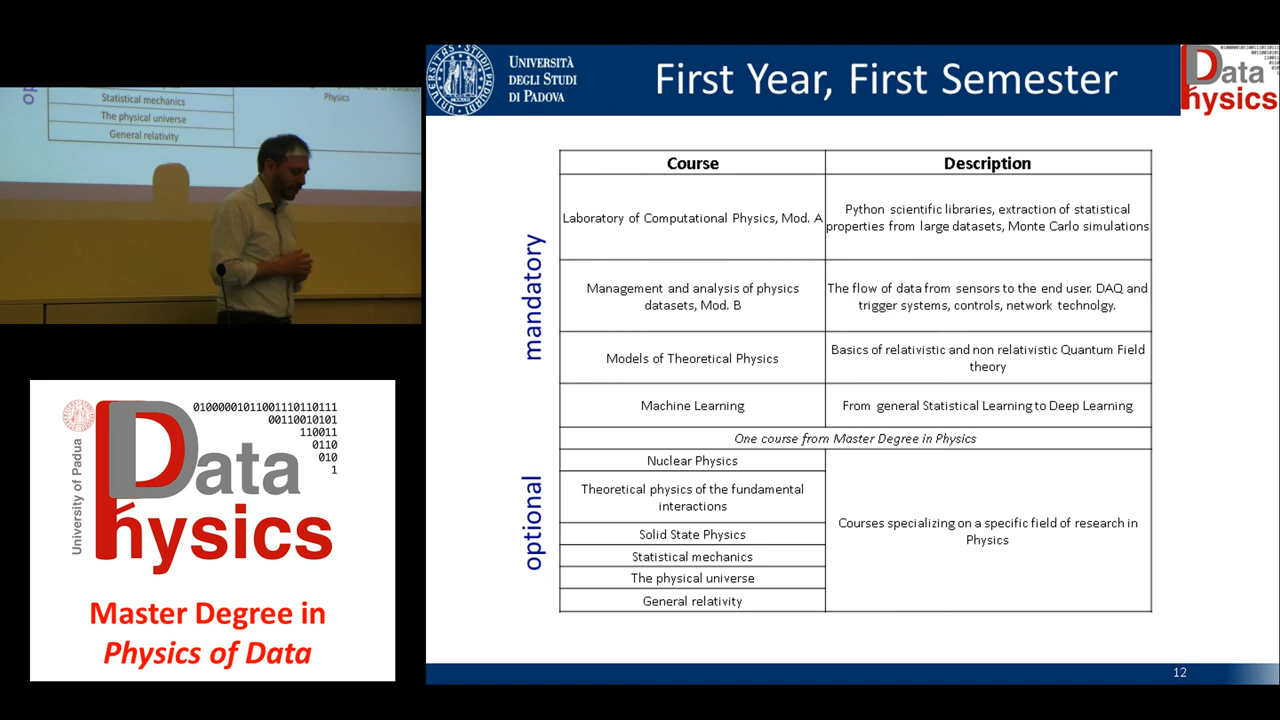 Statistical mechanics
The physical universe
General relativity
Physics
University of Padua
0100000101100111011011
00110010101
110011
0110
010
1
Data
Physics
Master Degree in
Physics of Data
UNIVERSITÀ
DEGLI STUDI
DI PADOVA
First Year, First Semester
Data
Physics
mandatory
optional
Course
Description
Laboratory of Computational Physics, Mod. A
Python scientific libraries, extraction of statistical
properties from large datasets, Monte Carlo simulations
Management and analysis of physics
datasets, Mod. B
The flow of data from sensors to the end user. DAQ and
trigger systems, controls, network technolgy.
Models of Theoretical Physics
Basics of relativistic and non relativistic Quantum Field
theory
Machine Learning
From general Statistical Learning to Deep Learning
One course from Master Degree in Physics
Nuclear Physics
Theoretical physics of the fundamental
interactions
Solid State Physics
Statistical mechanics
The physical universe
General relativity
Courses specializing on a specific field of research in
Physics
12